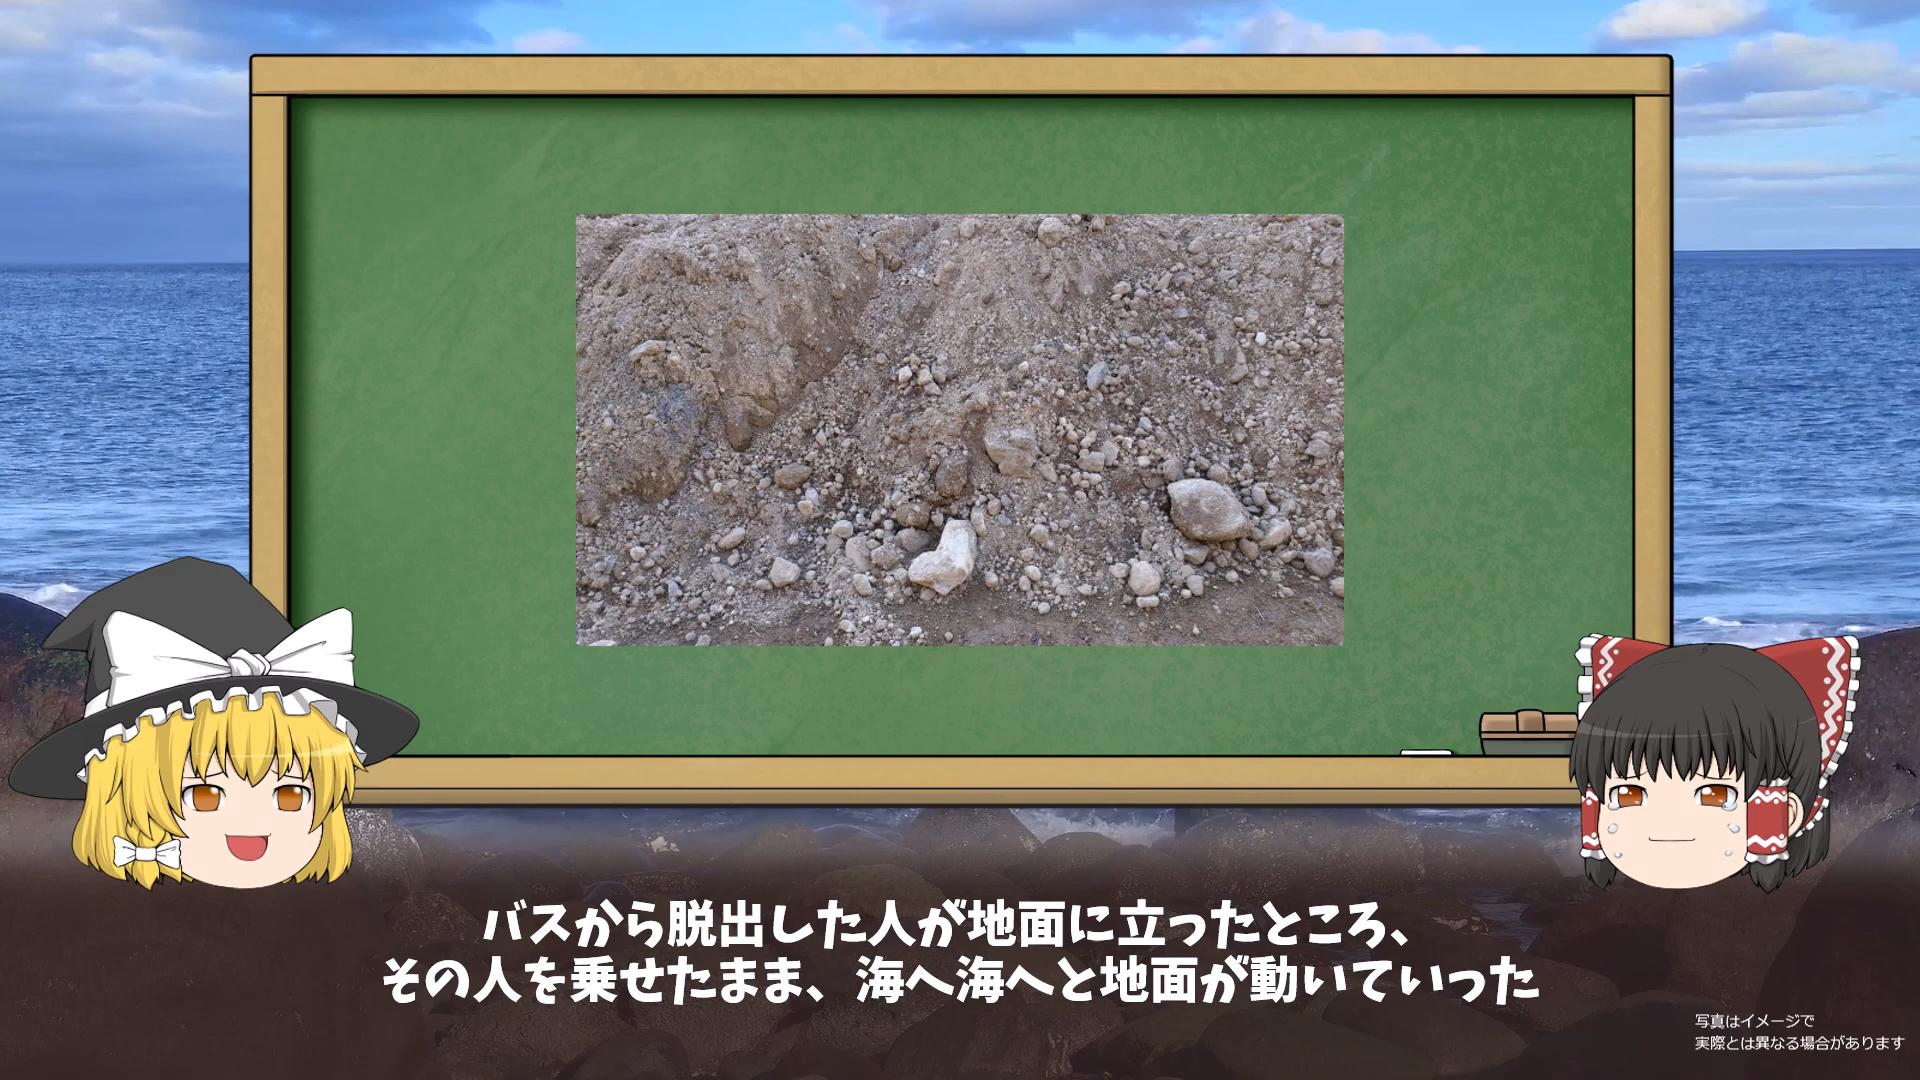 バスから脱出した人が地面に立ったところ、
その人を乗せたまま、海へ海へと地面が動いていった
写真はイメージで
実際とは異なる場合があります